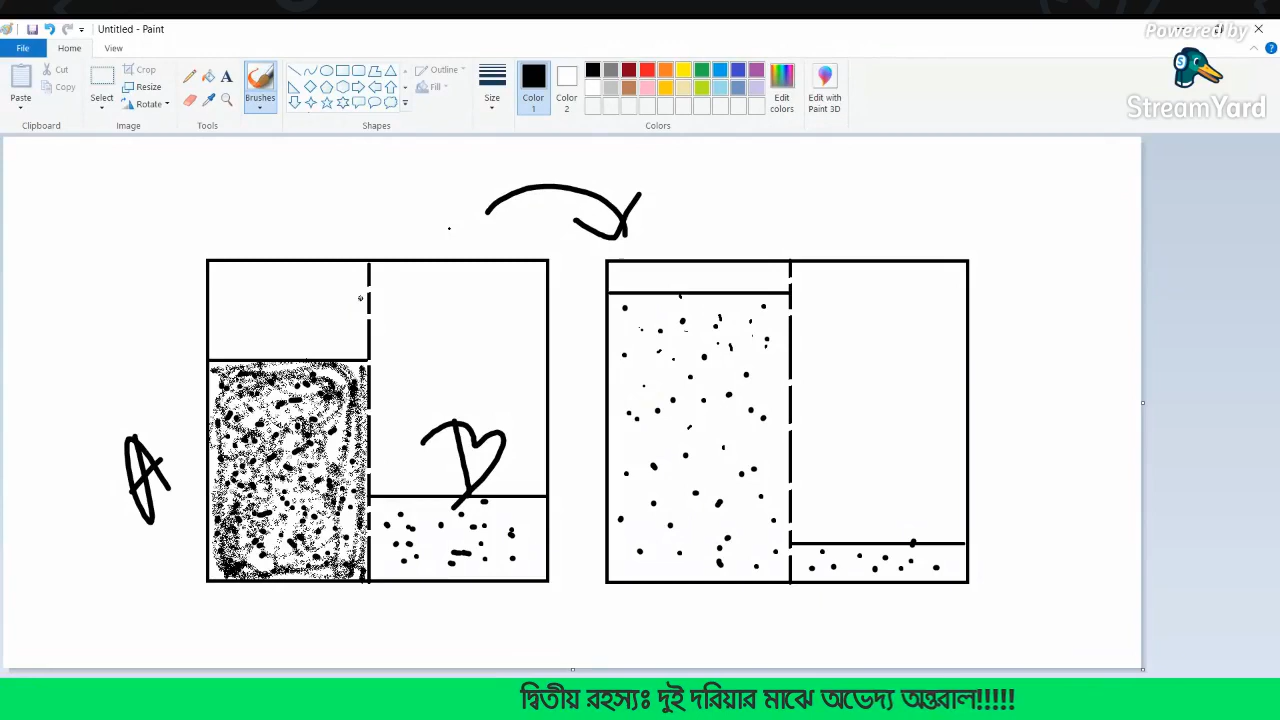 Untitled - Paint
Powered by
File
Home
View
Paste
Cut
Copy
Clipboard
Select
Crop
Resize
Rotate
Image
A
Tools
Brushes
Outline
Fill
Shapes
Size
Color
1
Color
2
Colors
Edit
colors
Edit with
Paint 3D
S
StreamYard
A
B
দ্বিতীয় রহস্যঃ দুই দরিয়ার মাঝে অভেদ্য অন্তরাল!!!!!